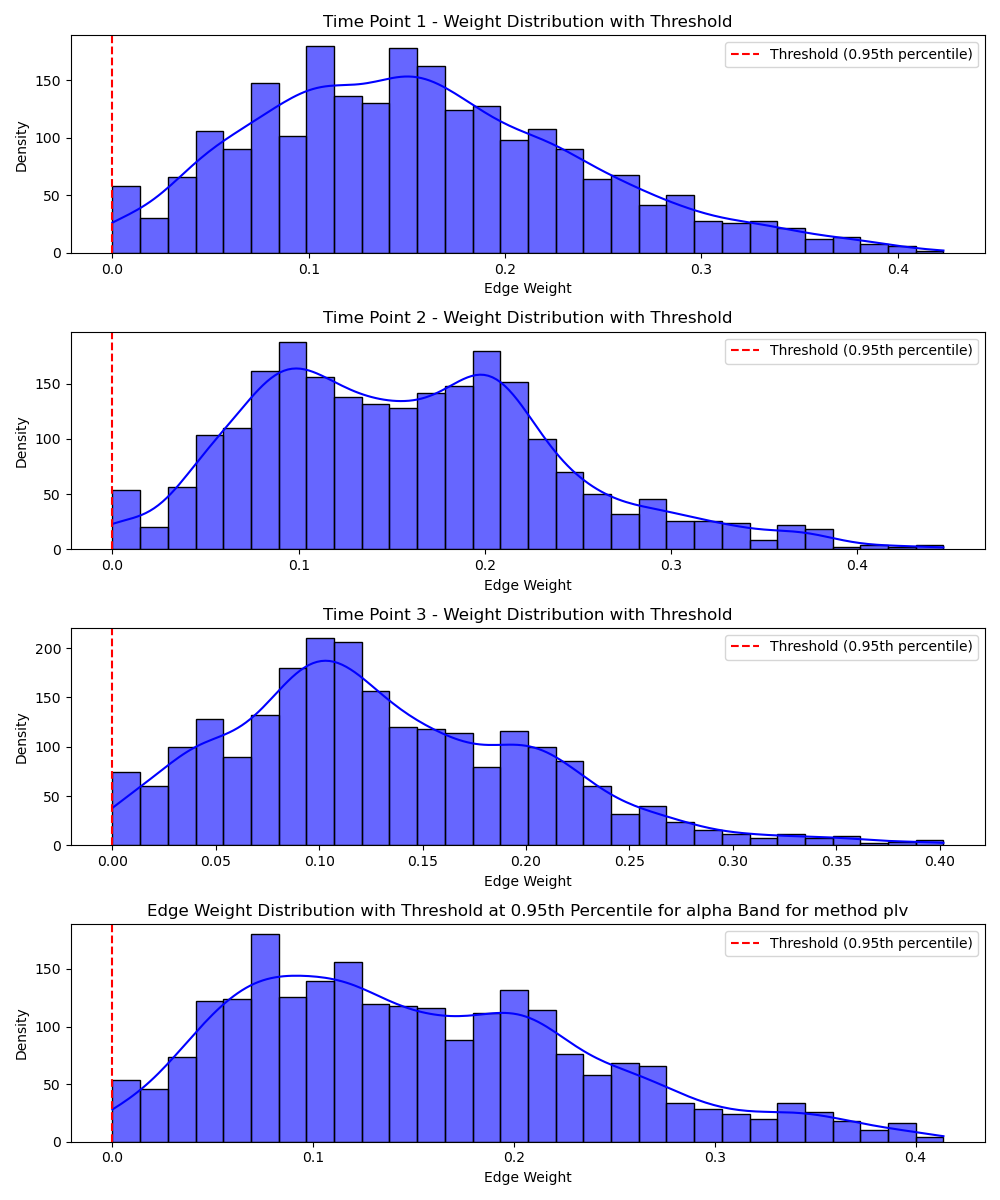 Time Point 1 - Weight Distribution with Threshold
Threshold (0.95th percentile)
Density
150
100
50
0
0.0 0.1 0.2 0.3 0.4
Edge Weight
Time Point 2 - Weight Distribution with Threshold
Threshold (0.95th percentile)
Density
150
100
50
0
0.0 0.1 0.2 0.3 0.4
Edge Weight
Time Point 3 - Weight Distribution with Threshold
Threshold (0.95th percentile)
Density
200
150
100
50
0
0.00 0.05 0.10 0.15 0.20 0.25 0.30 0.35 0.40
Edge Weight
Edge Weight Distribution with Threshold at 0.95th Percentile for alpha Band for method plv
Threshold (0.95th percentile)
Density
150
100
50
0
0.0 0.1 0.2 0.3 0.4
Edge Weight